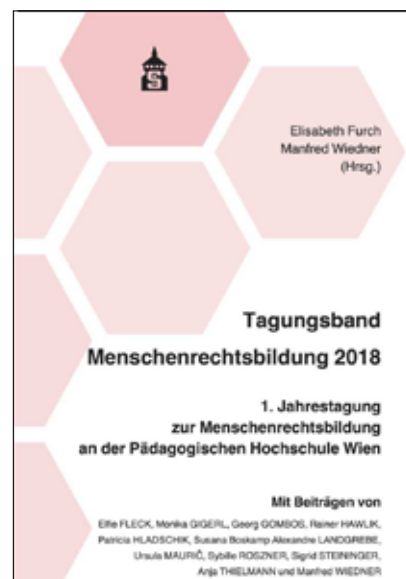 S
Elisabeth Furch
Manfred Wiedner
(Hrsg.)
Tagungsband
Menschenrechtsbildung 2018
1. Jahrestagung
zur Menschenrechtsbildung
an der Pädagogischen Hochschule Wien
Mit Beiträgen von
Elfie FLECK, Monika GIGERL, Georg GOMBOS, Rainer HAWLIK,
Patricia HLADSCHIK, Susana Boskamp Alexandre LANDGREBE,
Ursula MAURIČ, Sybille ROSZNER, Sigrid STEININGER,
Anja THIELMANN und Manfred WIEDNER